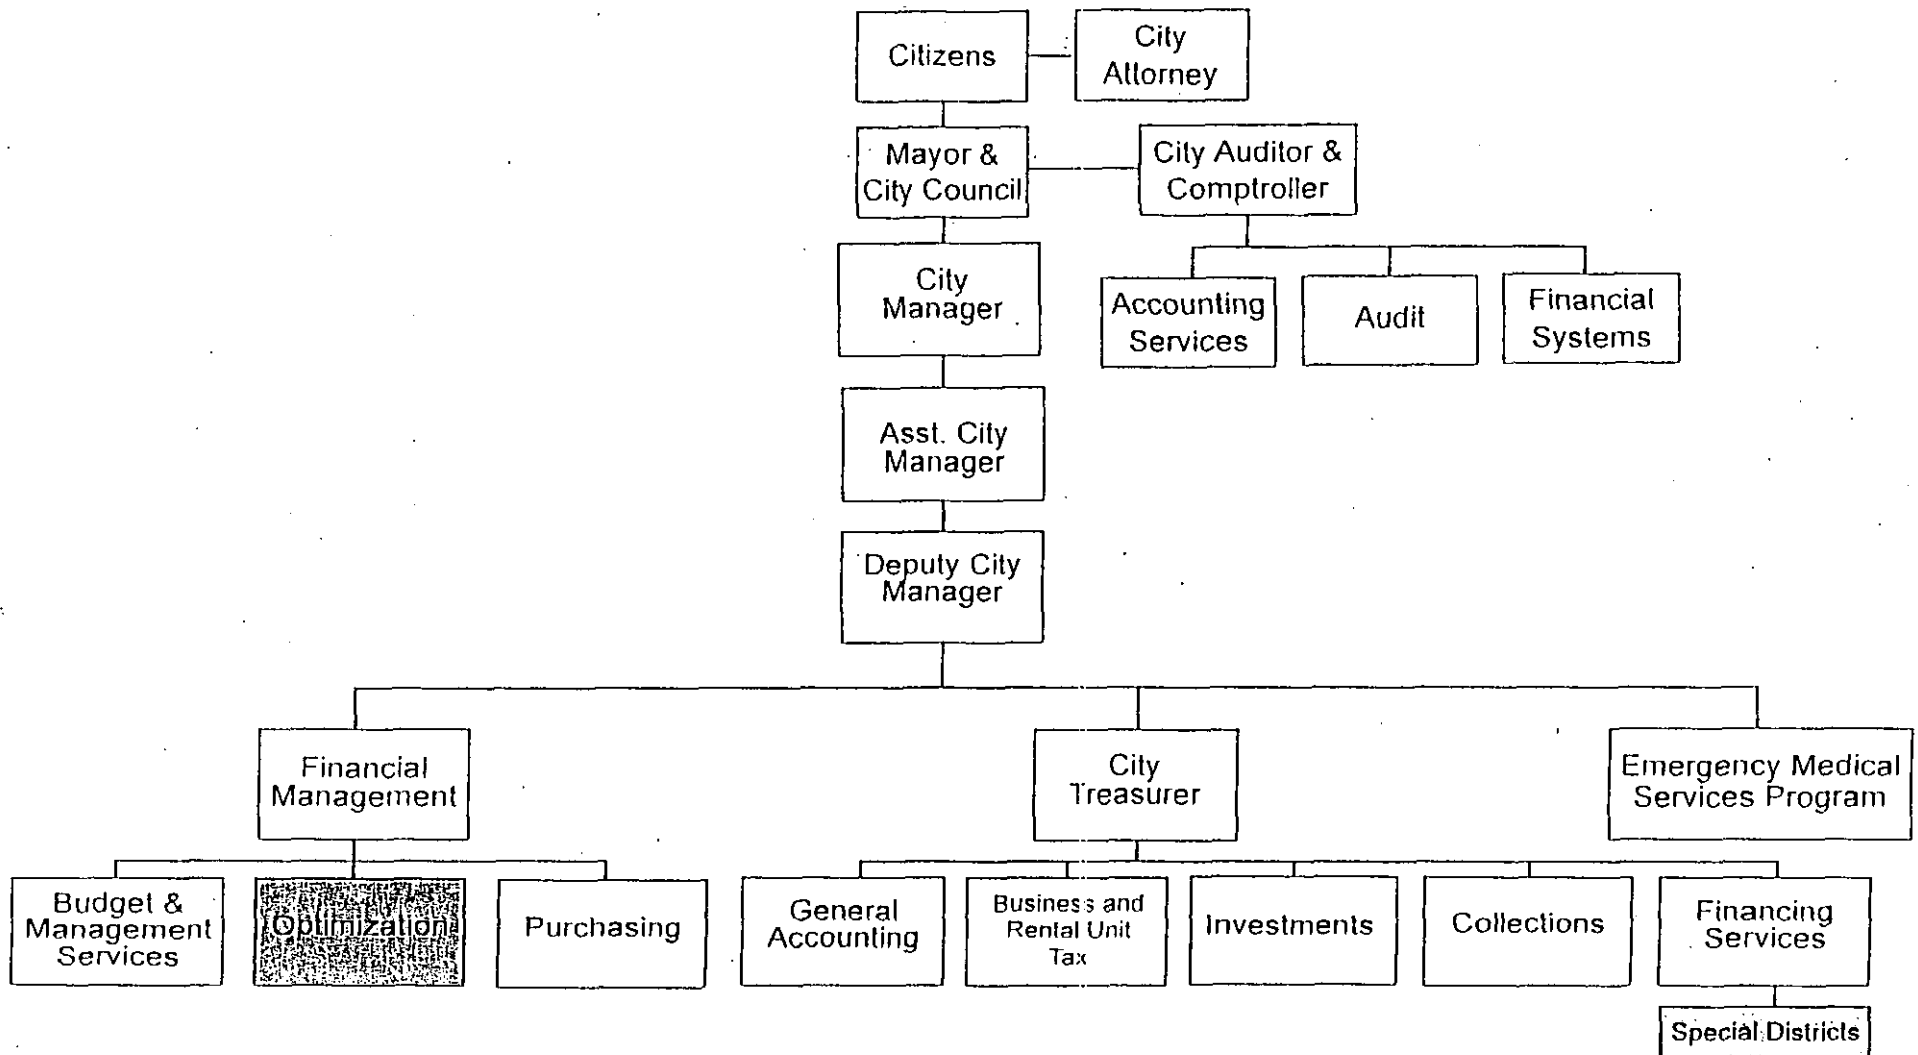 Citizens
City
Attorney
Mayor &
City Council
City Auditor &
Comptroller
City
Manager
Accounting
Services
Audit
Financial
Systems
Asst. City
Manager
Deputy City
Manager
Financial
Management
City
Treasurer
Emergency Medical
Services Program
Budget &
Management
Services
Optimization
Purchasing
General
Accounting
Business and
Rental Unit
Tax
Investments
Collections
Financing
Services
Special Districts